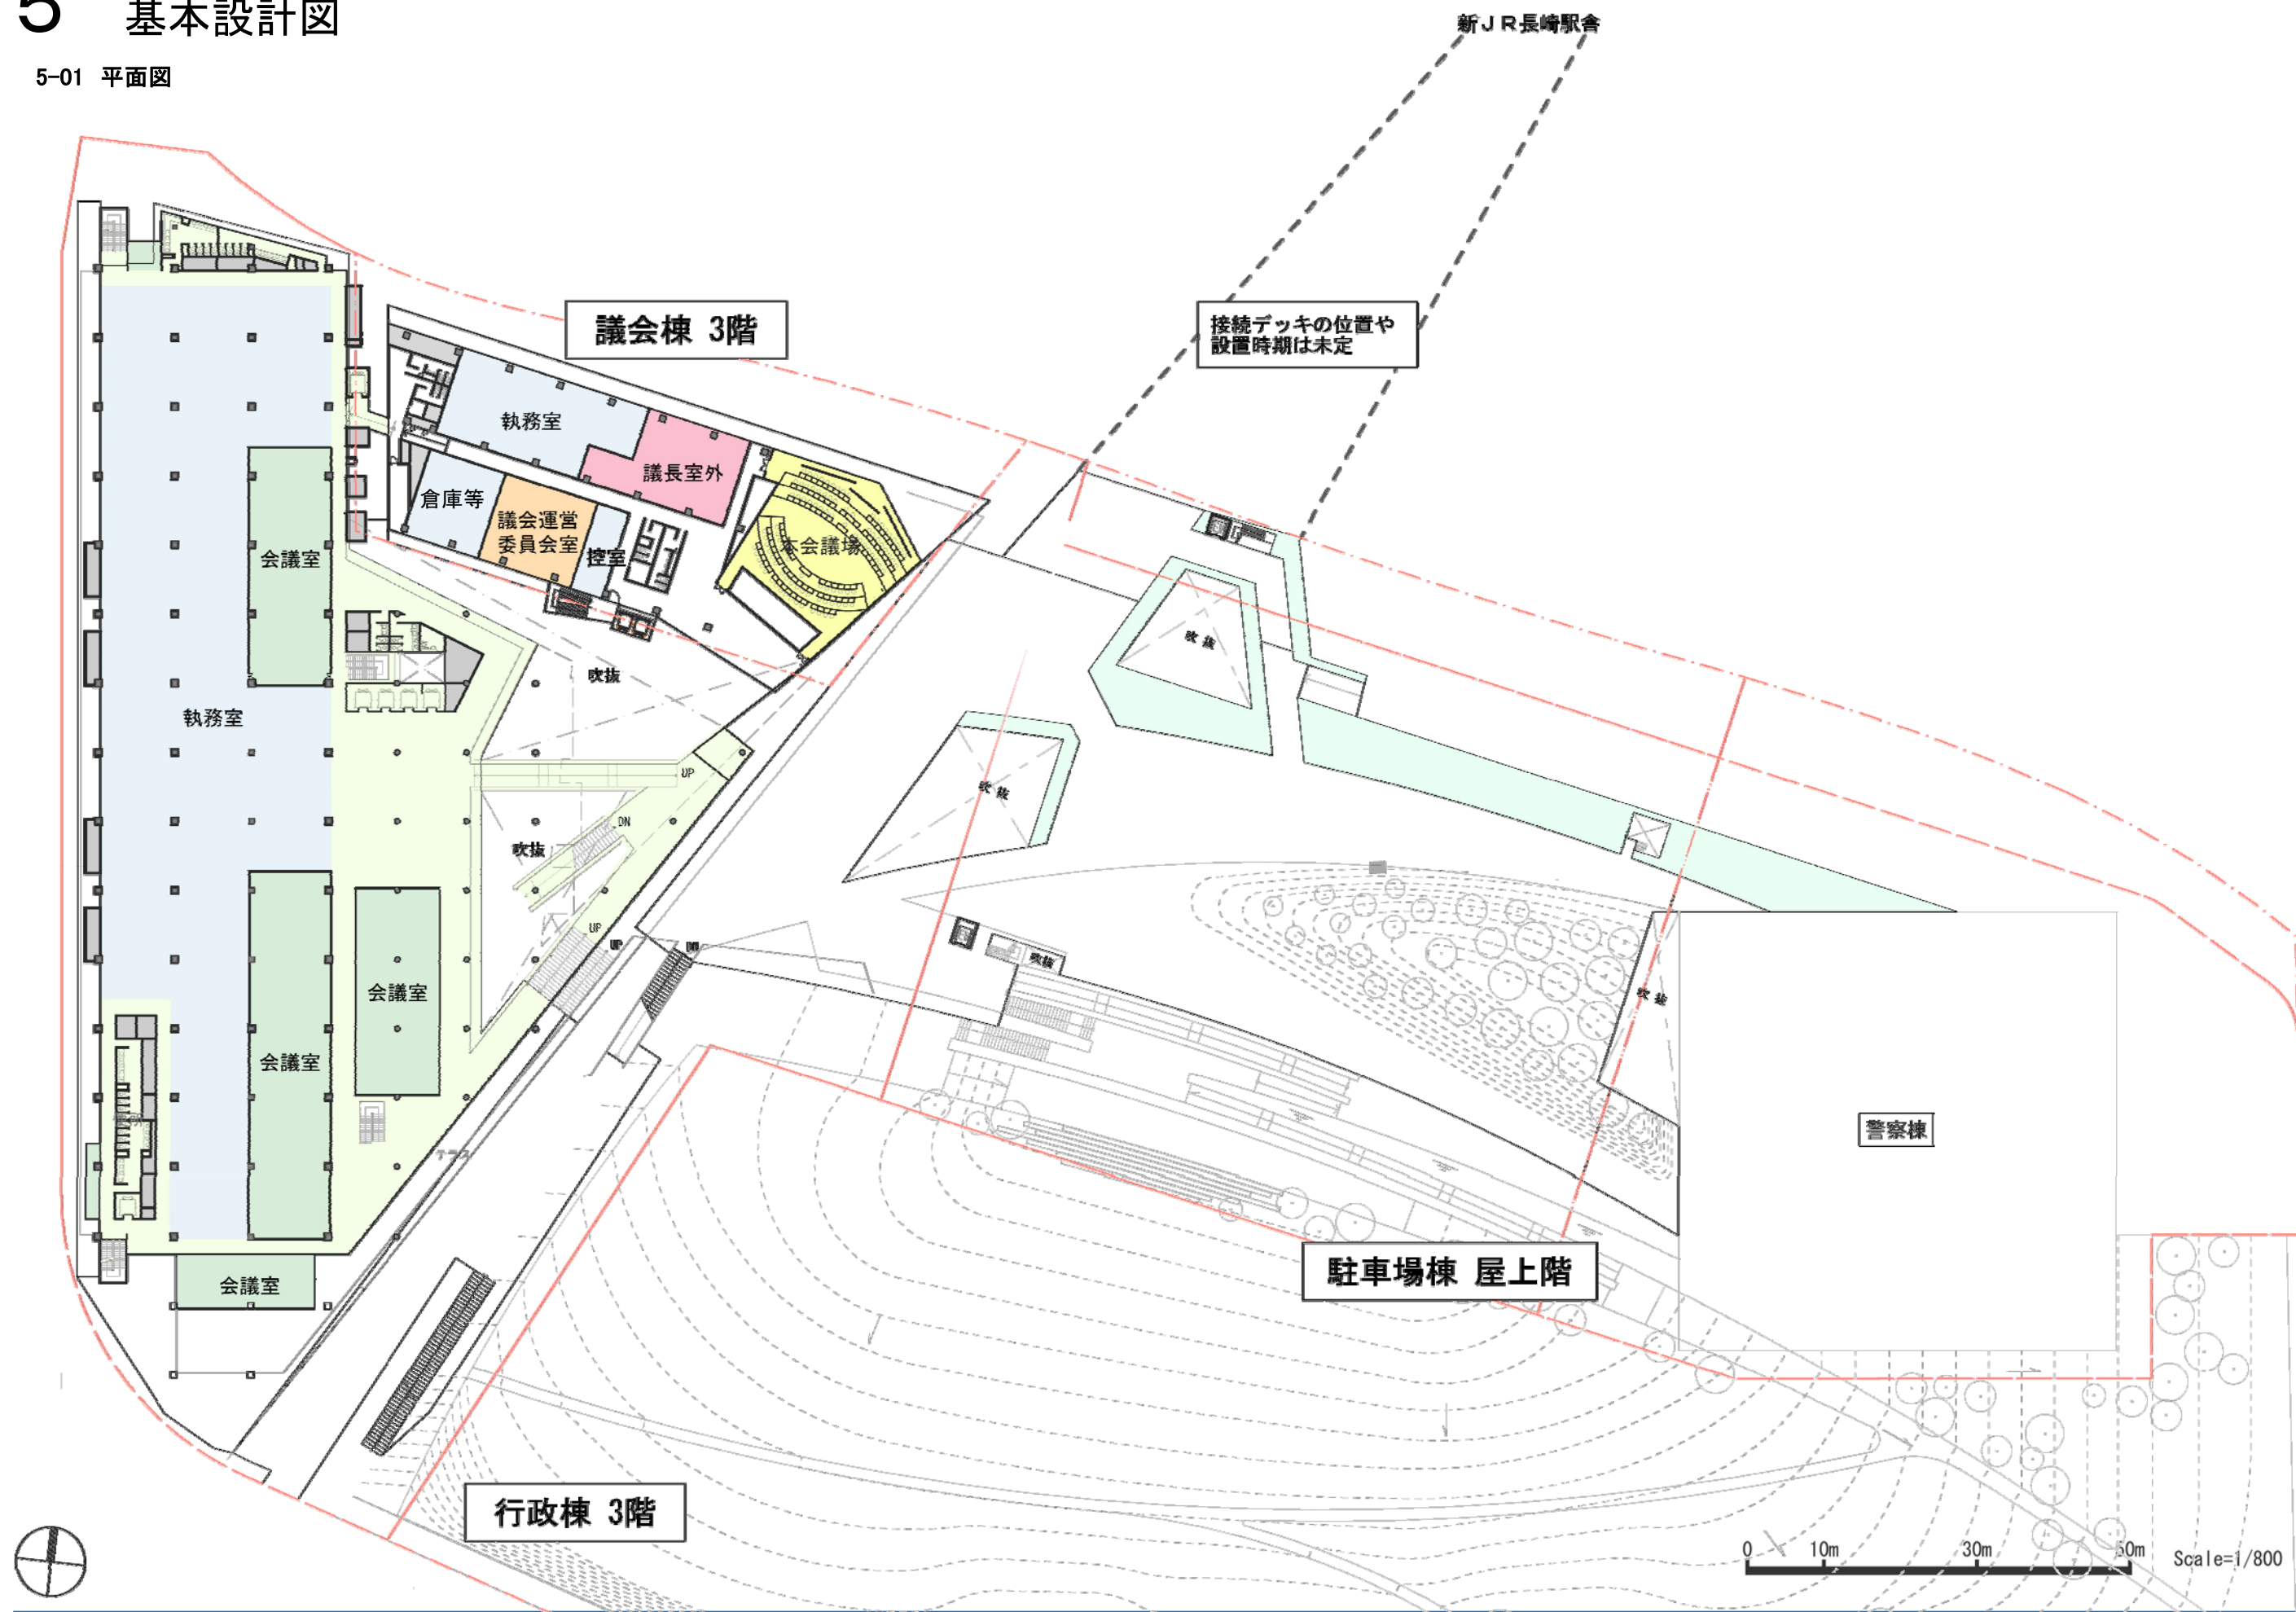 5 基本設計図
5-01 平面図
新JR長崎駅舎
議会棟 3階
接続デッキの位置や
設置時期は未定
執務室
議長室外
倉庫等
議会運営
委員会室
控室
本会議場
会議室
吹抜
吹抜
執務室
UP
吹抜
DN
吹抜
UP
UP
DN
吹抜
会議室
吹抜
会議室
警察棟
テラス
駐車場棟 屋上階
会議室
行政棟 3階
0 10m 30m 50m
Scale=1/800